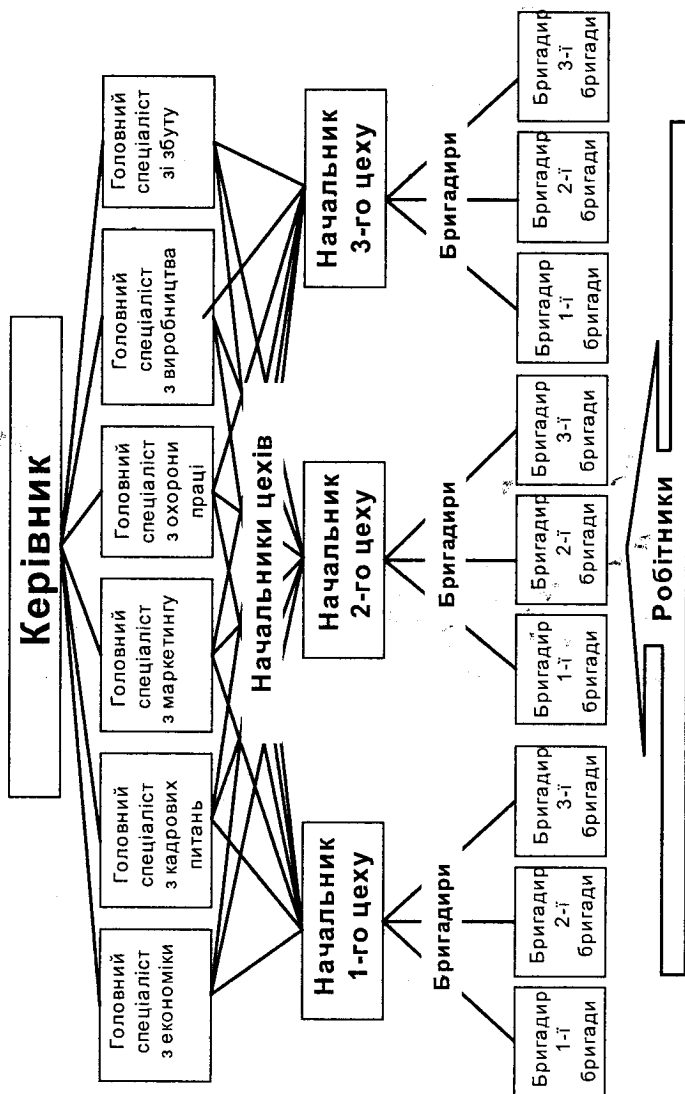 Керівник
Головний
спеціаліст
з економіки
Головний
спеціаліст
з кадрових
питань
Головний
спеціаліст
з маркетингу
Головний
спеціаліст
з охорони
праці
Головний
спеціаліст
з виробництва
Головний
спеціаліст
зі збуту
Начальники цехів
Начальник
1-го цеху
Начальник
2-го цеху
Начальник
3-го цеху
Бригадири
Бригадири
Бригадири
Бригадир
1-ї
бригади
Бригадир
2-ї
бригади
Бригадир
3-ї
бригади
Бригадир
1-ї
бригади
Бригадир
2-ї
бригади
Бригадир
3-ї
бригади
Бригадир
1-ї
бригади
Бригадир
2-ї
бригади
Бригадир
3-ї
бригади
Робітники